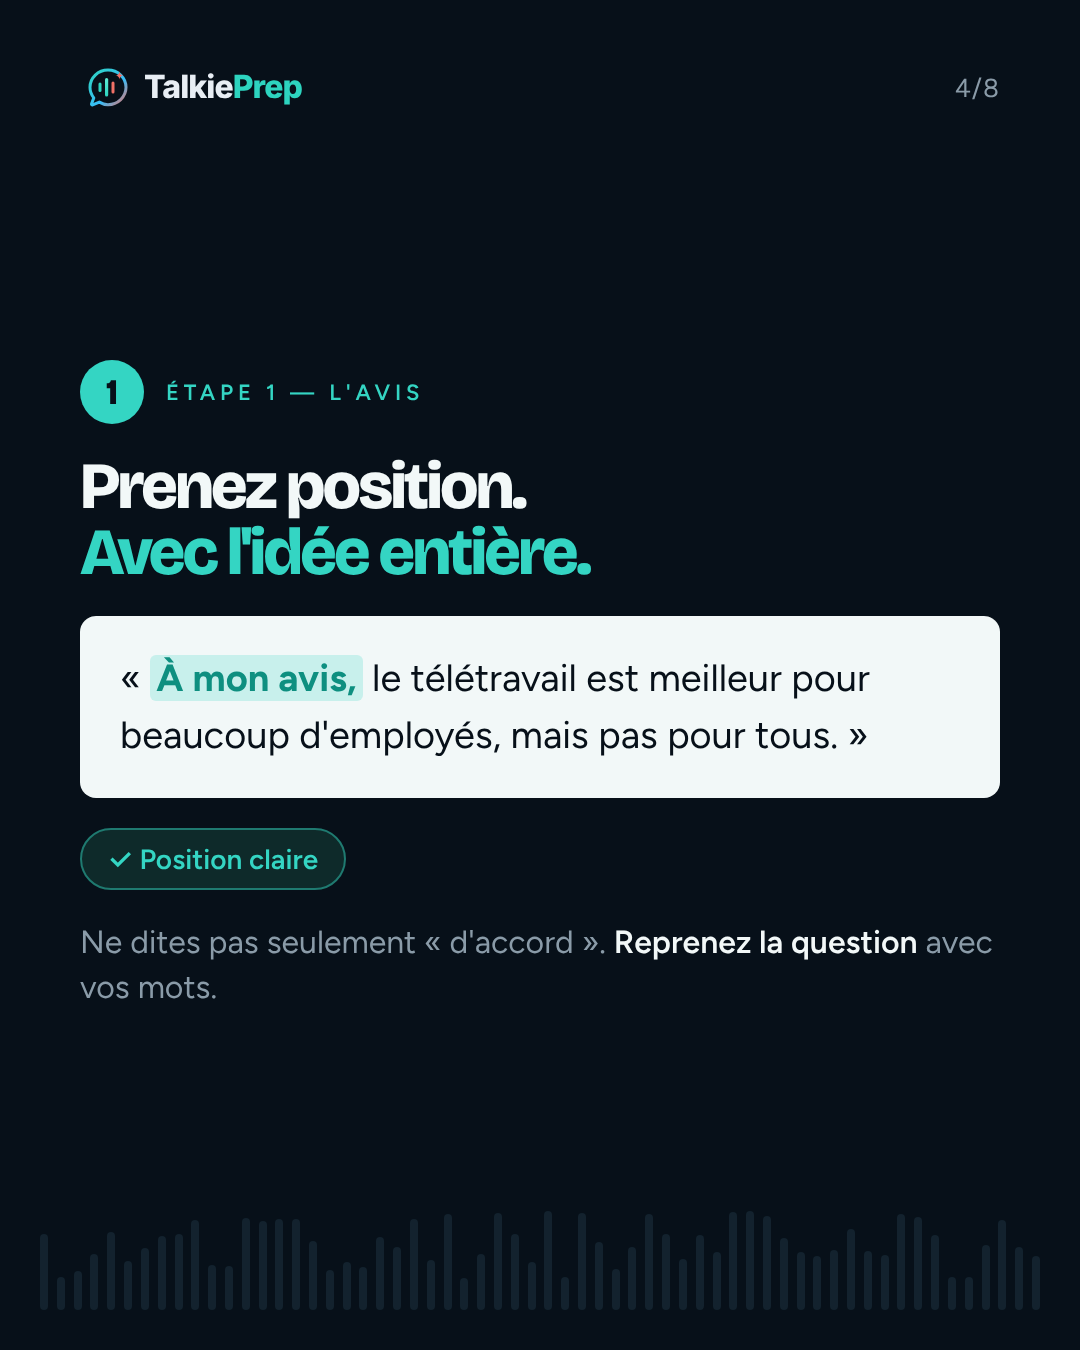 TalkiePrep
4/8
1
ÉTAPE 1 — L'AVIS
Prenez position.
Avec l'idée entière.
« À mon avis, le télétravail est meilleur pour
beaucoup d'employés, mais pas pour tous. »
✓ Position claire
Ne dites pas seulement « d'accord ». Reprenez la question avec
vos mots.